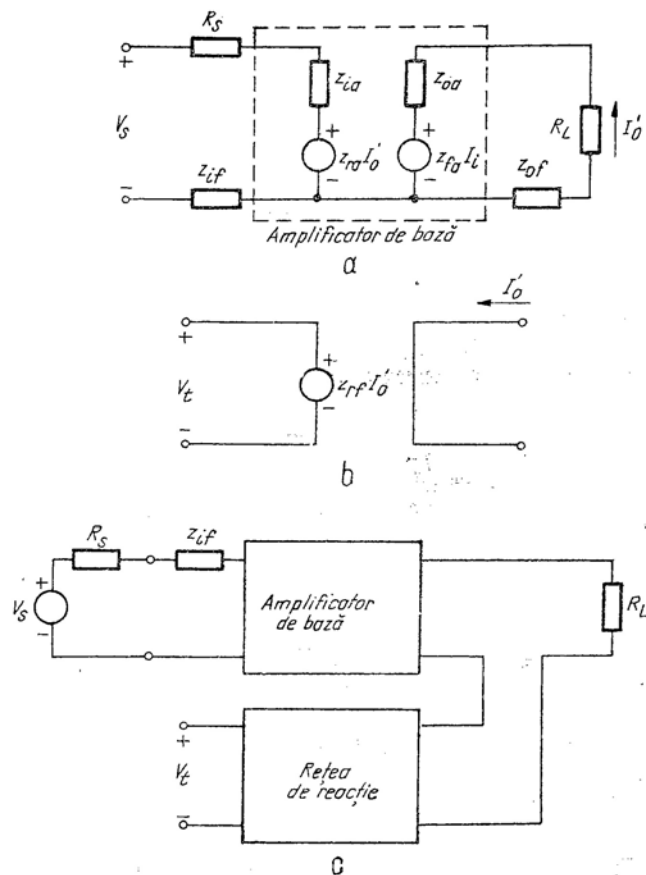 R_S
+
V_S
−
z_ia
+
z_ra I'_o
−
z_oa
+
z_fa I_i
−
R_L
I'_o
z_if
z_of
Amplificator de bază
a
I'_o
+
V_t
−
+
z_rf I'_o
−
b
R_S
z_if
+
V_S
−
Amplificator
de bază
R_L
+
V_t
−
Rețea
de reacție
c